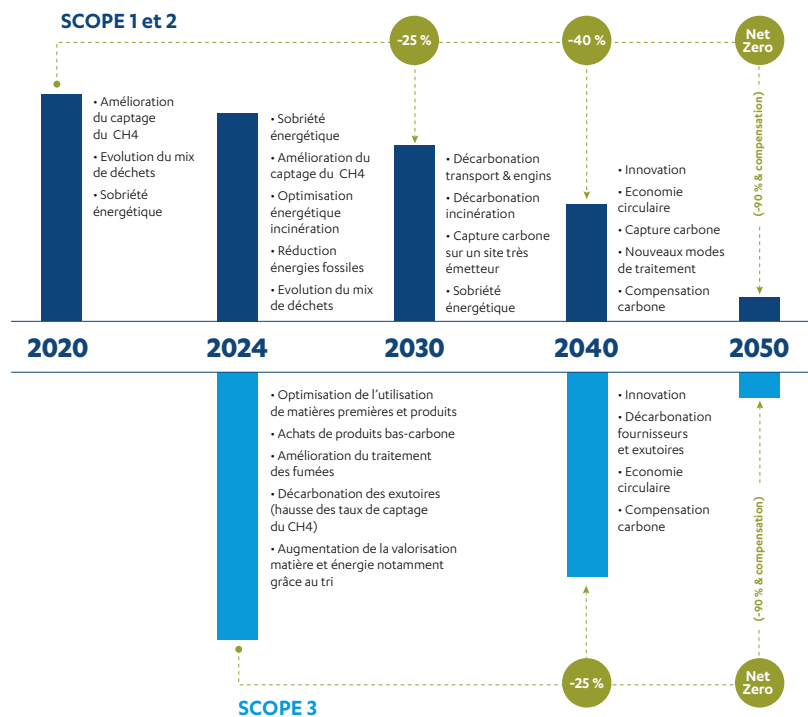 SCOPE 1 et 2
-25 %
-40 %
Net
Zero
• Amélioration
du captage
du CH4
• Evolution du mix
de déchets
• Sobriété
énergétique
• Sobriété
énergétique
• Amélioration du
captage du CH4
• Optimisation
énergétique
incinération
• Réduction
énergies fossiles
• Evolution du mix
de déchets
• Décarbonation
transport & engins
• Décarbonation
incinération
• Capture carbone
sur un site très
émetteur
• Sobriété
énergétique
• Innovation
• Economie
circulaire
• Capture carbone
• Nouveaux modes
de traitement
• Compensation
carbone
(-90 % & compensation)
2020
2024
2030
2040
2050
• Optimisation de l’utilisation
de matières premières et produits
• Achats de produits bas-carbone
• Amélioration du traitement
des fumées
• Décarbonation des exutoires
(hausse des taux de captage
du CH4)
• Augmentation de la valorisation
matière et énergie notamment
grâce au tri
• Innovation
• Décarbonation
fournisseurs
et exutoires
• Economie
circulaire
• Compensation
carbone
(-90 % & compensation)
-25 %
Net
Zero
SCOPE 3